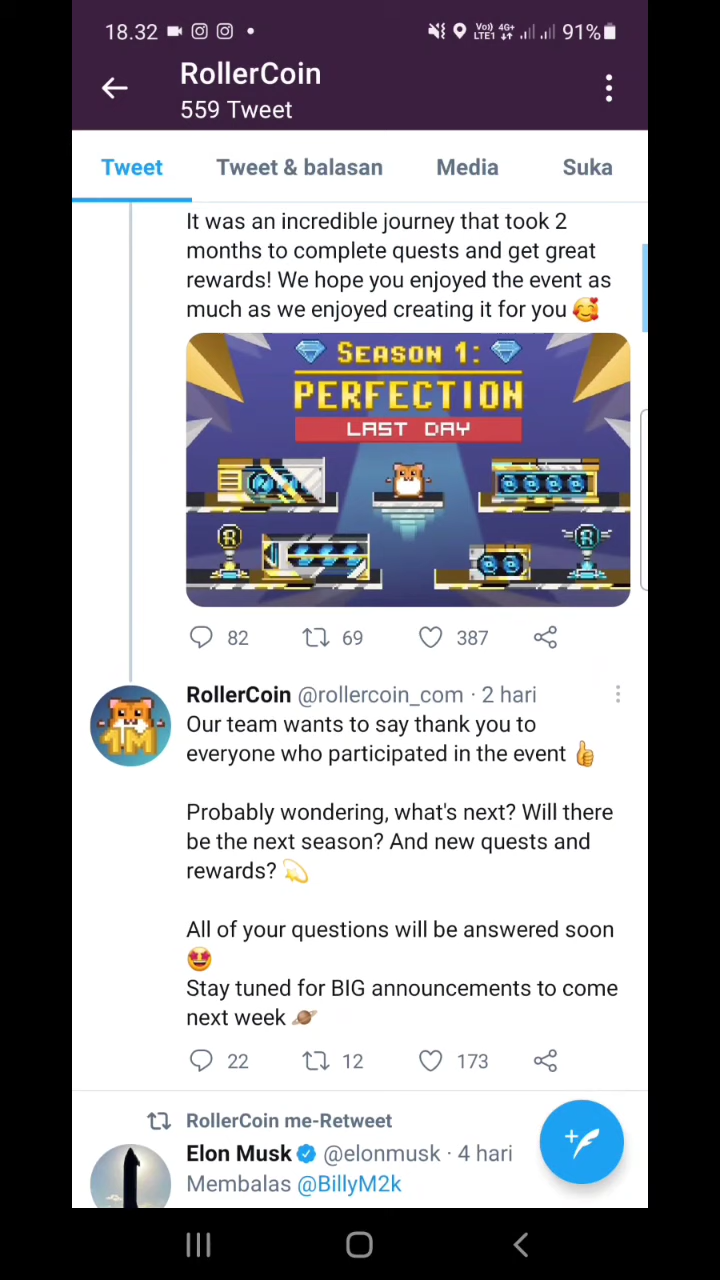 18.32
Vo)) 4G+
LTE1
91%
RollerCoin
559 Tweet
Tweet
Tweet & balasan
Media
Suka
It was an incredible journey that took 2
months to complete quests and get great
rewards! We hope you enjoyed the event as
much as we enjoyed creating it for you 🥰
SEASON 1:
PERFECTION
LAST DAY
R
R
82
69
387
RollerCoin @rollercoin_com · 2 hari
1M
Our team wants to say thank you to
everyone who participated in the event 👍
Probably wondering, what's next? Will there
be the next season? And new quests and
rewards? 💫
All of your questions will be answered soon
🤩
Stay tuned for BIG announcements to come
next week 🪐
22
12
173
RollerCoin me-Retweet
Elon Musk @elonmusk · 4 hari
Membalas @BillyM2k